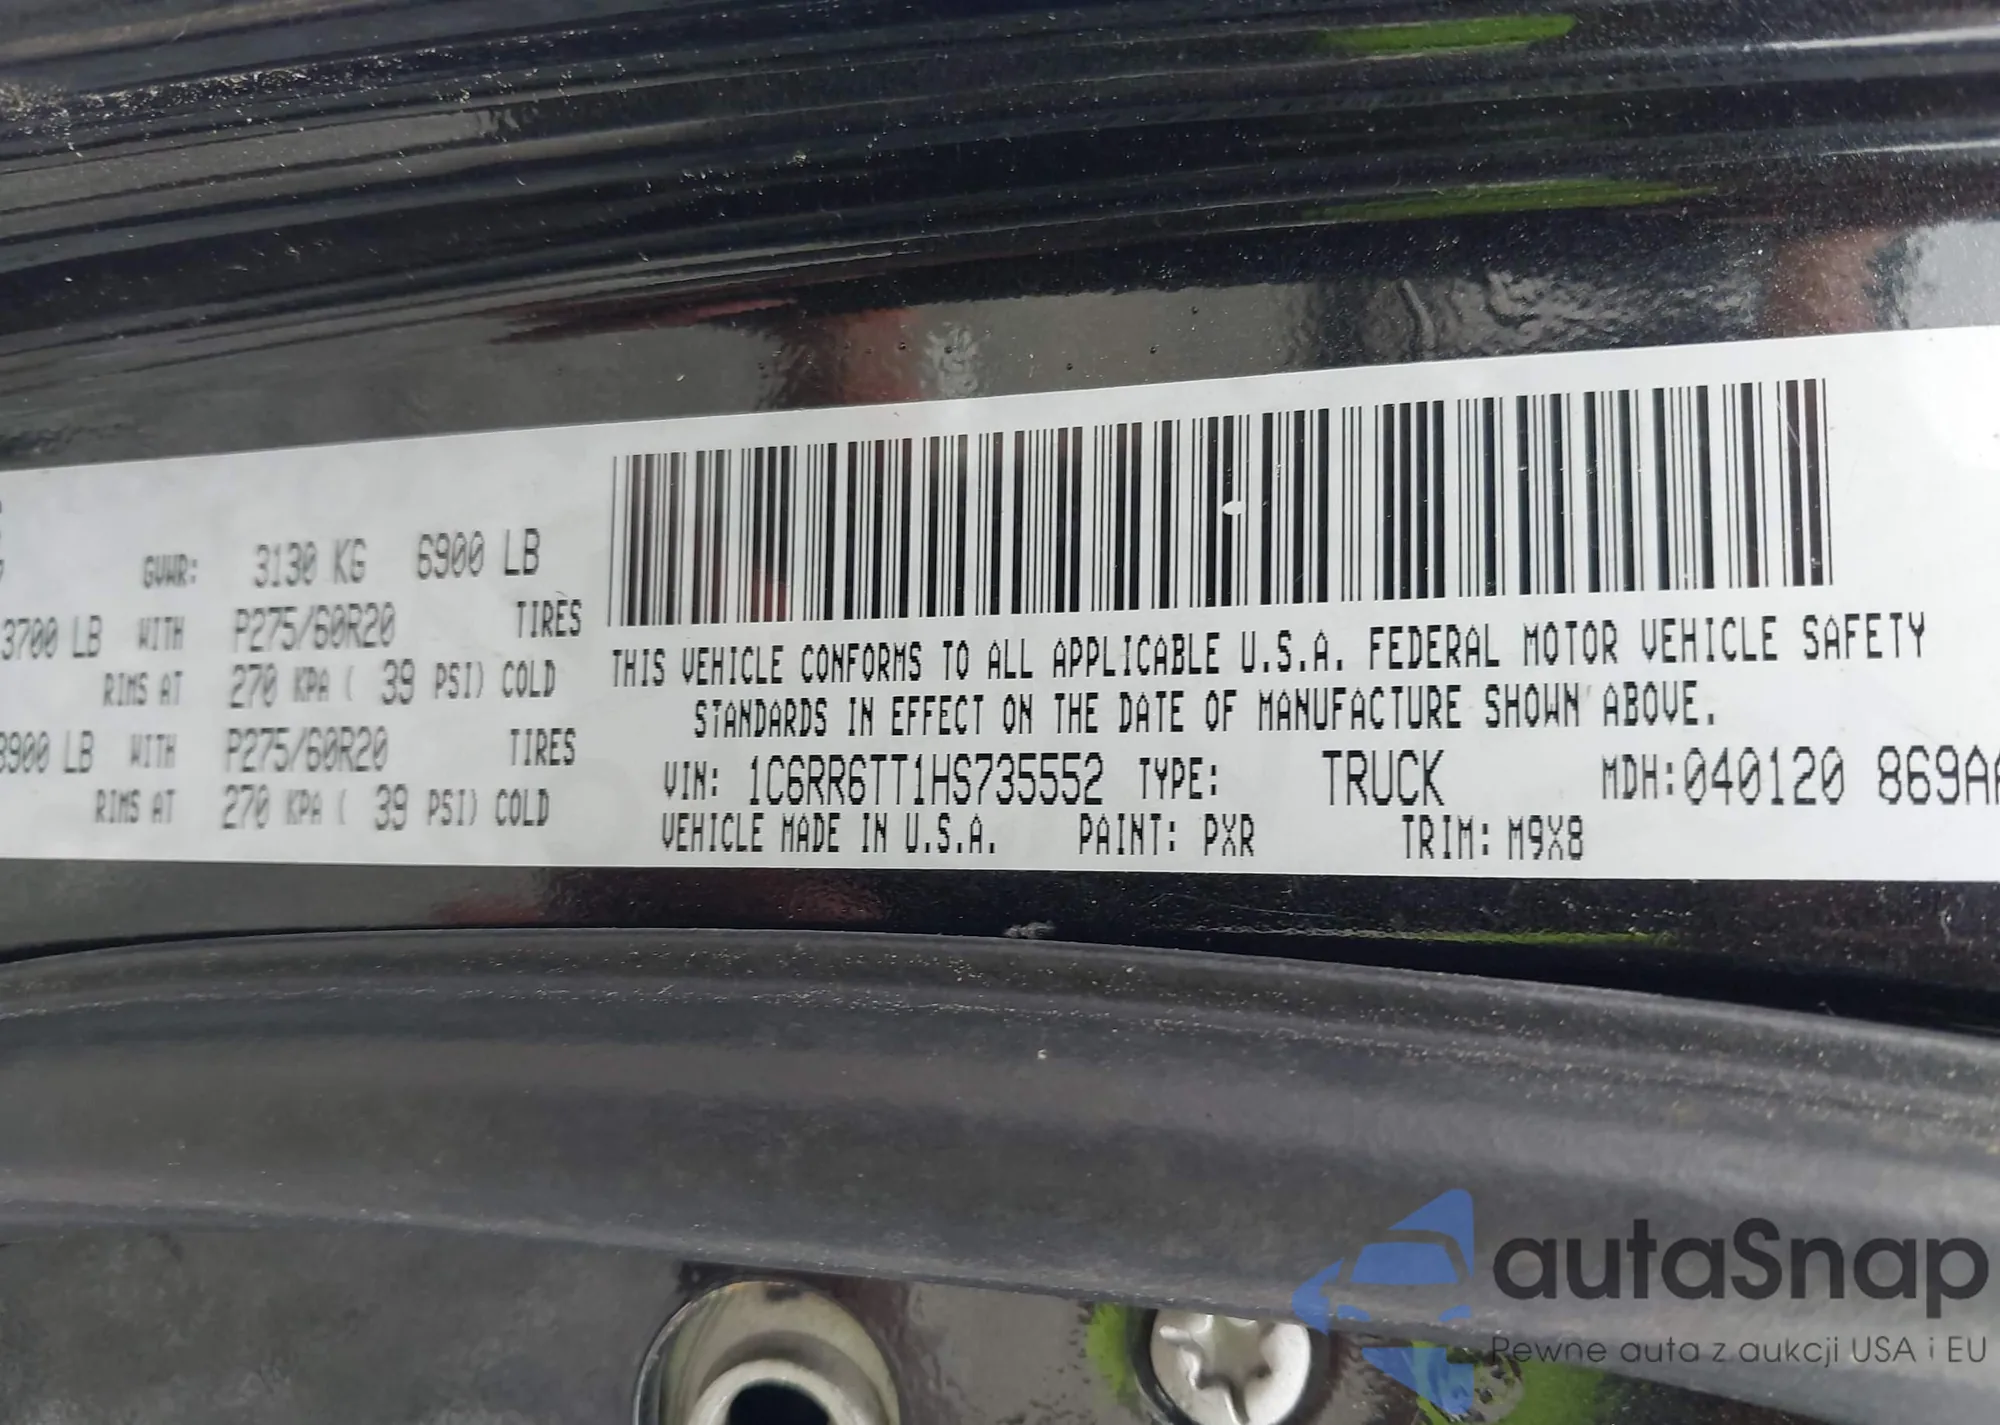 GVWR: 3130 KG 6900 LB
3700 LB WITH P275/60R20 TIRES
RIMS AT 270 KPA ( 39 PSI) COLD
3900 LB WITH P275/60R20 TIRES
RIMS AT 270 KPA ( 39 PSI) COLD
THIS VEHICLE CONFORMS TO ALL APPLICABLE U.S.A. FEDERAL MOTOR VEHICLE SAFETY
STANDARDS IN EFFECT ON THE DATE OF MANUFACTURE SHOWN ABOVE.
VIN: 1C6RR6TT1HS735552 TYPE: TRUCK MDH:040120 869AA
VEHICLE MADE IN U.S.A. PAINT: PXR TRIM: M9X8
autaSnap
Pewne auta z aukcji USA i EU